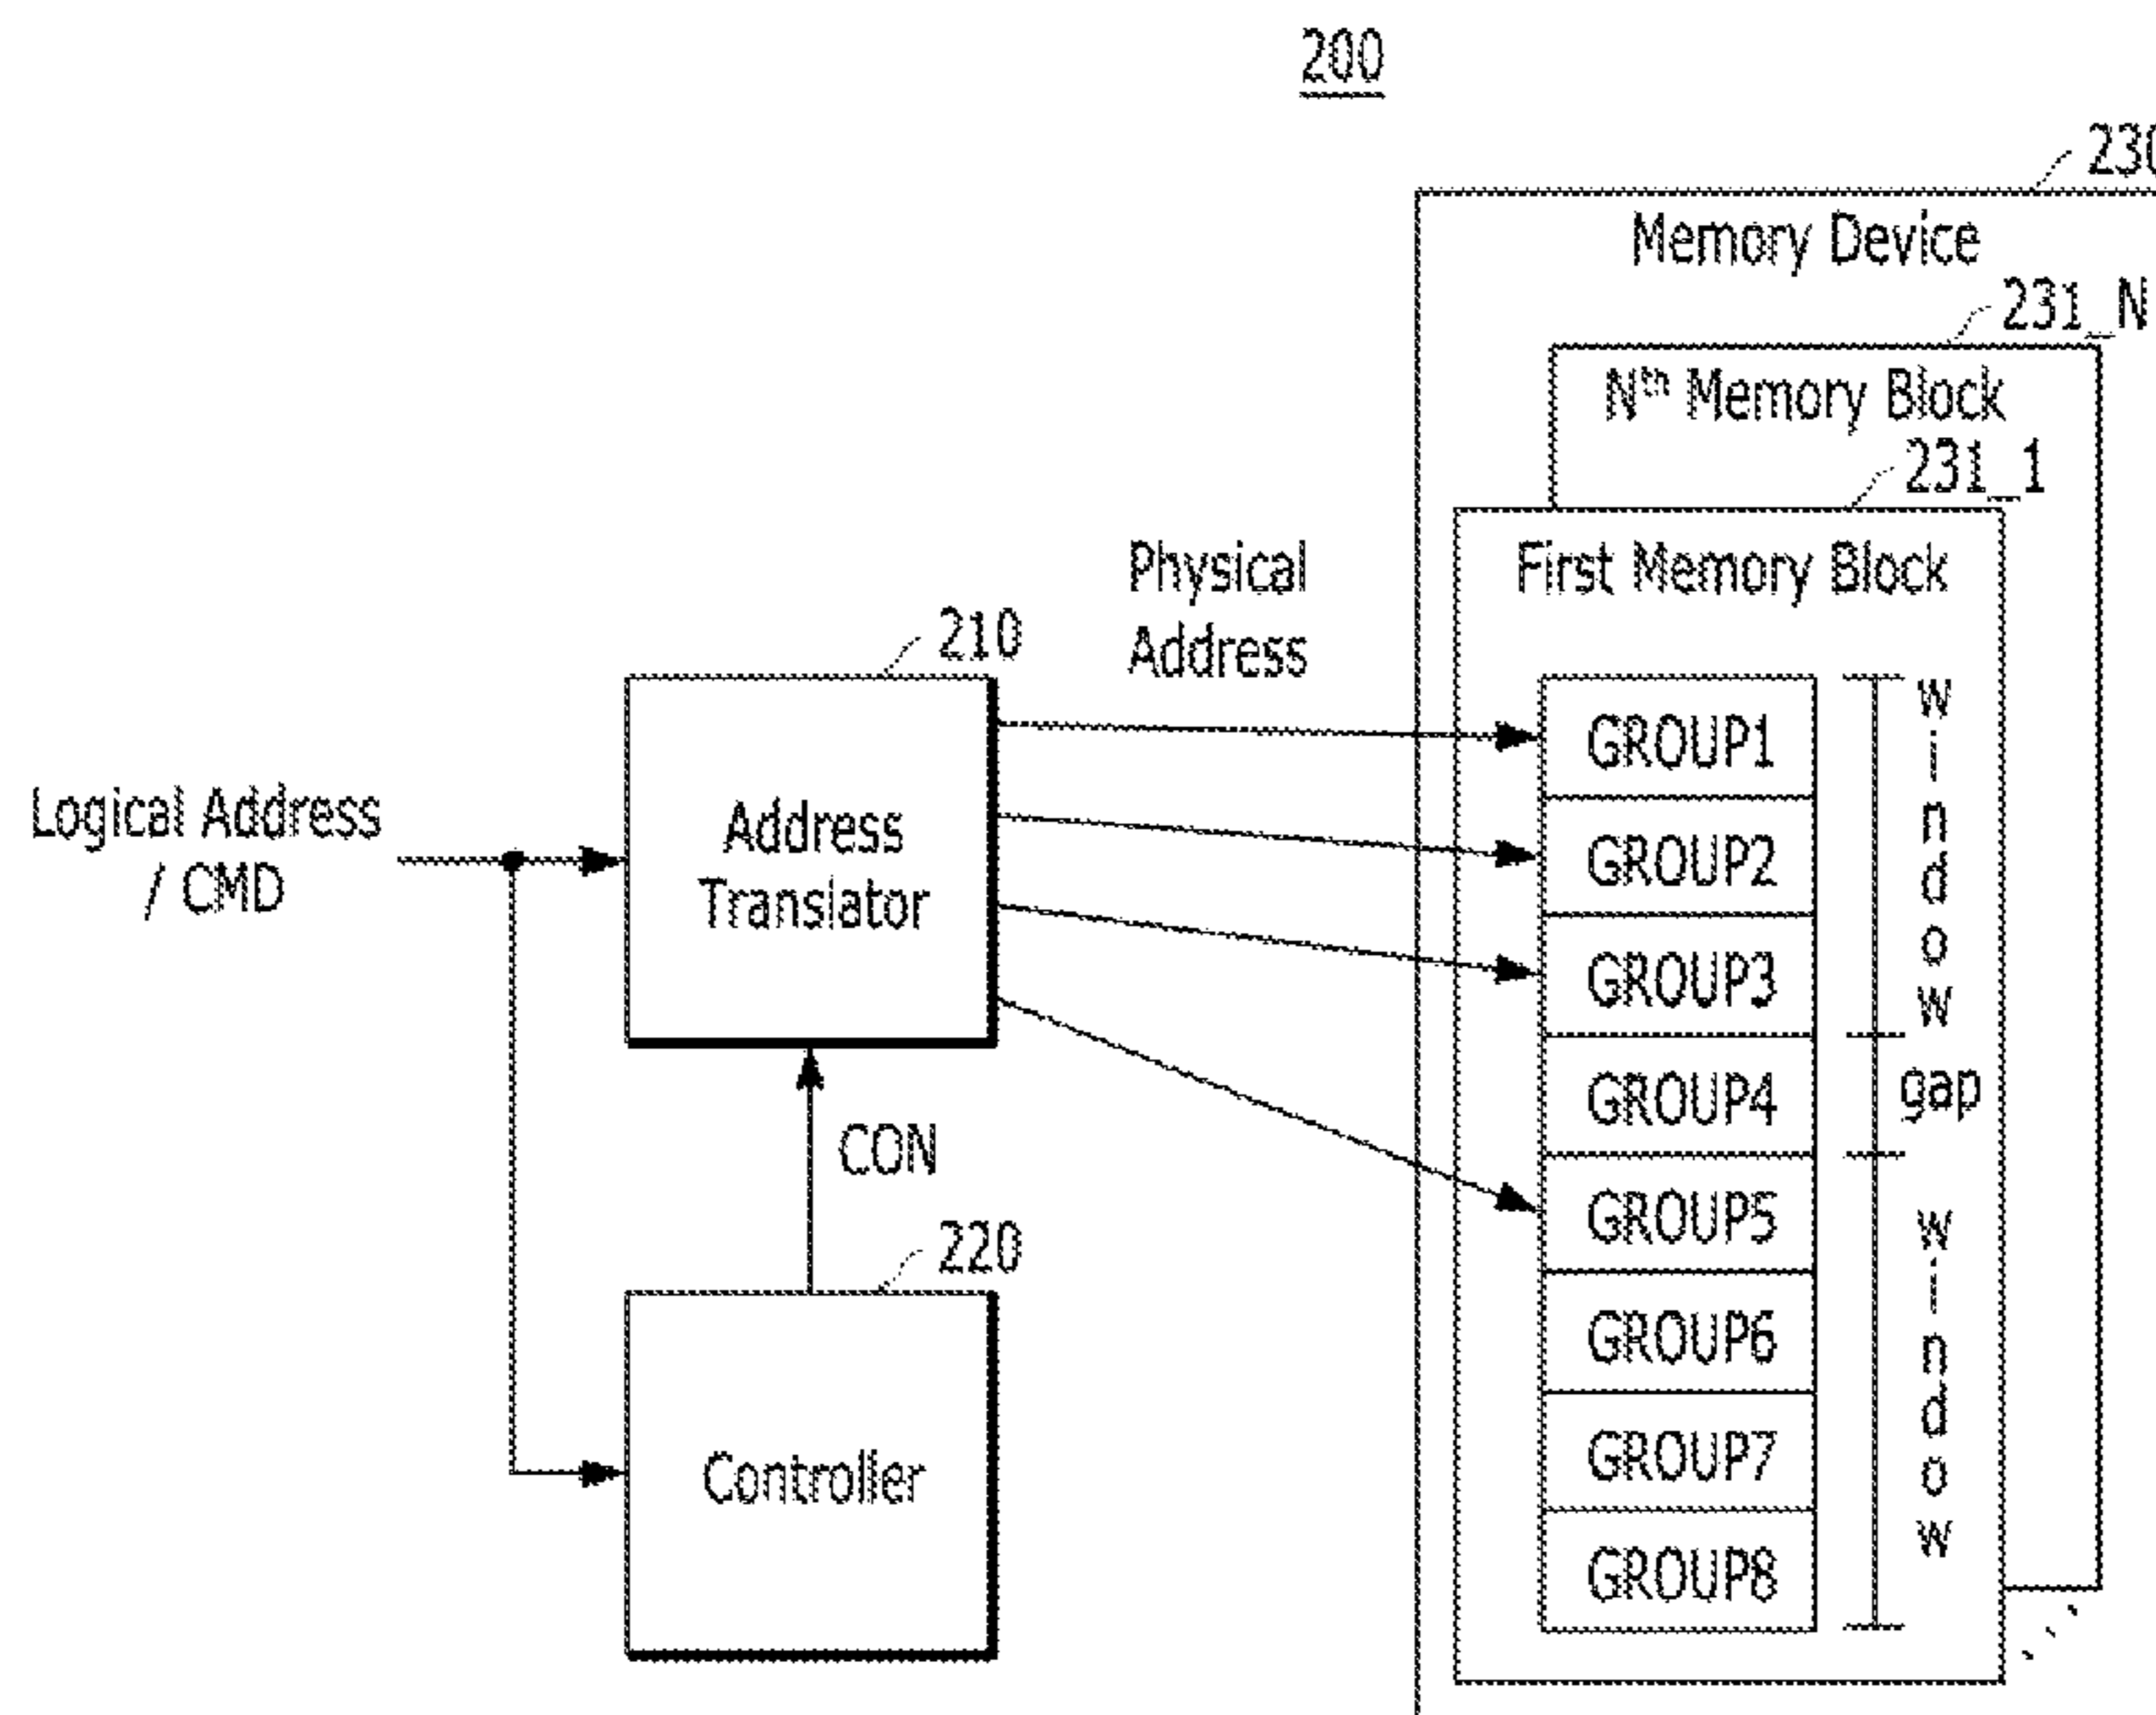 200
230
Memory Device
231_N
Nth Memory Block
231_1
First Memory Block
Physical
Address
210
Address
Translator
Logical Address
/ CMD
CON
220
Controller
GROUP1
GROUP2
GROUP3
GROUP4
GROUP5
GROUP6
GROUP7
GROUP8
window
gap
window